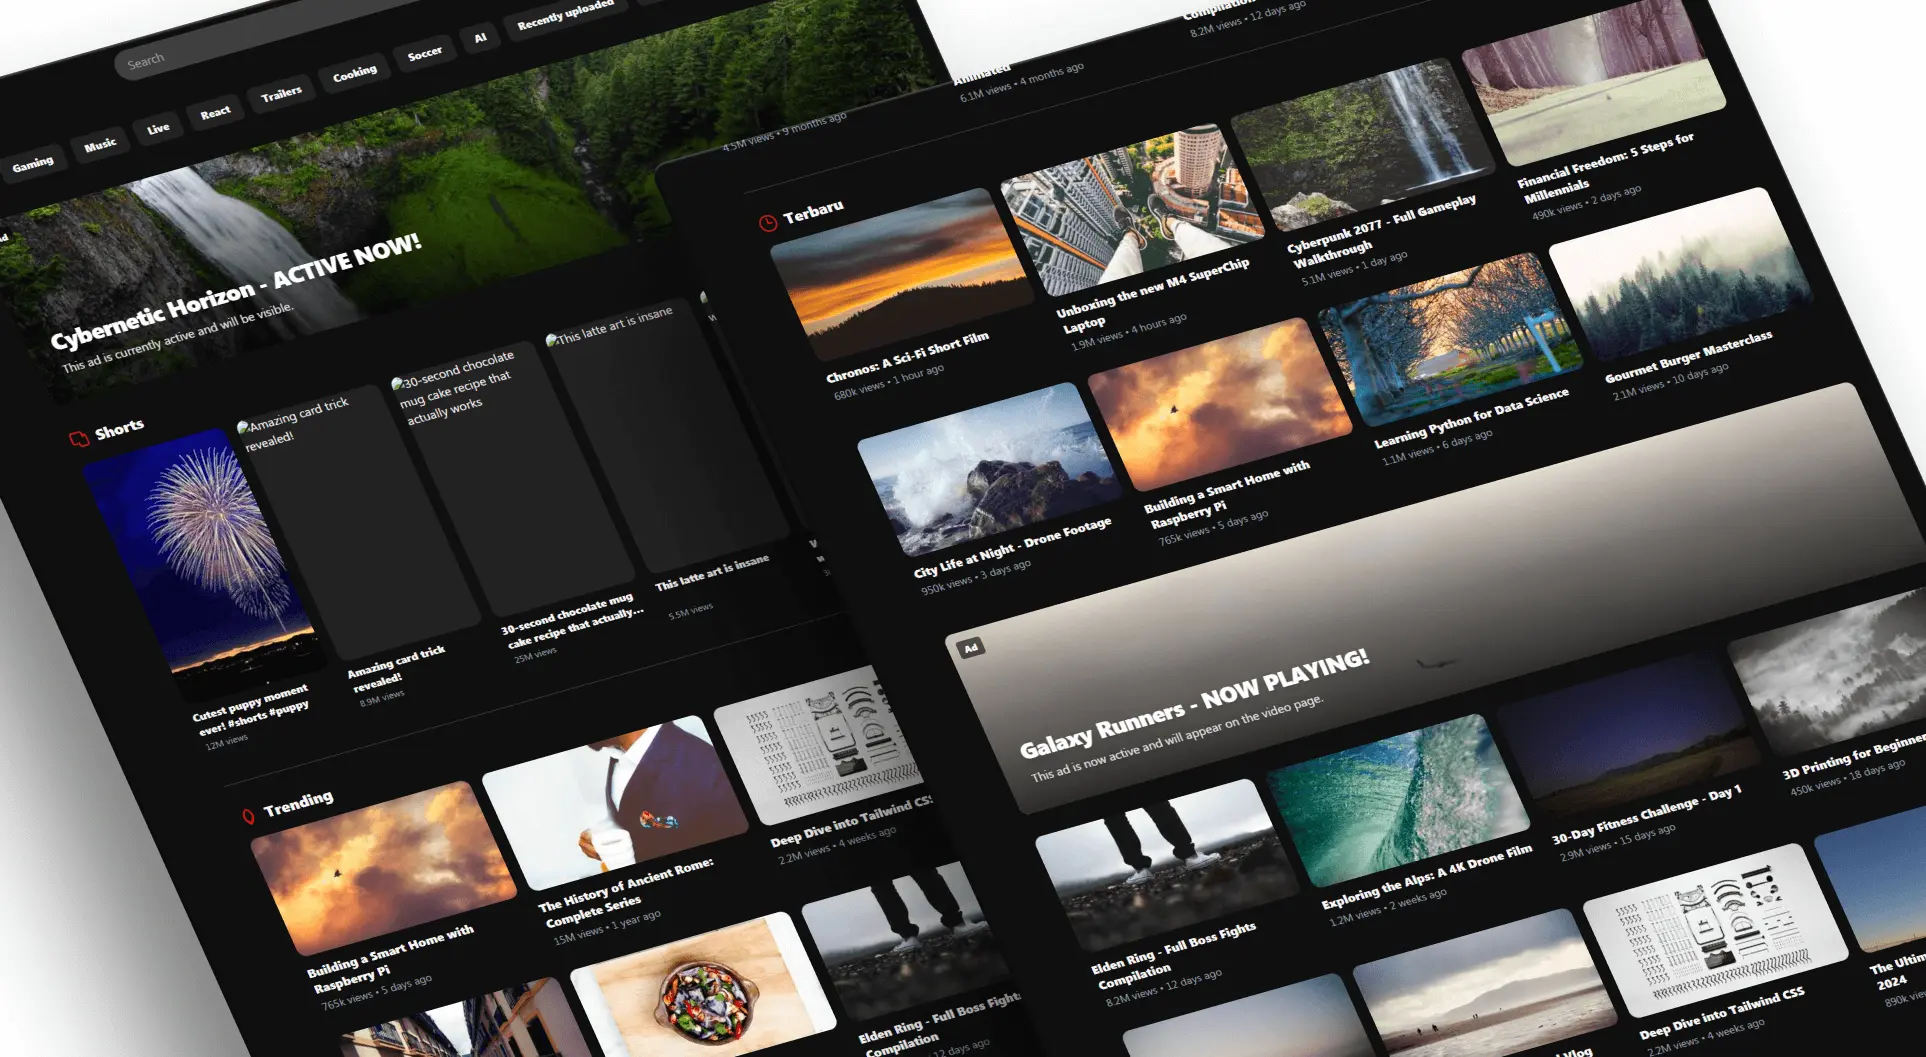 Search
Gaming
Music
Live
React
Trailers
Cooking
Soccer
AI
Recently uploaded
Cybernetic Horizon - ACTIVE NOW!
This ad is currently active and will be visible.
Shorts
Amazing card trick
revealed!
30-second chocolate
mug cake recipe that
actually works
This latte art is insane
Cutest puppy moment
ever! #shorts #puppy
12M views
Amazing card trick
revealed!
8.9M views
30-second chocolate mug
cake recipe that actually...
25M views
This latte art is insane
5.5M views
Trending
Building a Smart Home with
Raspberry Pi
765k views • 5 days ago
The History of Ancient Rome:
Complete Series
15M views • 1 year ago
Deep Dive into Tailwind CSS
2.2M views • 4 weeks ago
Elden Ring - Full Boss Fights
Compilation
12 days ago
4.5M views • 9 months ago
Animated
6.1M views • 4 months ago
Compilation
8.2M views • 12 days ago
Terbaru
Chronos: A Sci-Fi Short Film
680k views • 1 hour ago
Unboxing the new M4 SuperChip
Laptop
1.9M views • 4 hours ago
Cyberpunk 2077 - Full Gameplay
Walkthrough
5.1M views • 1 day ago
Financial Freedom: 5 Steps for
Millennials
490k views • 2 days ago
City Life at Night - Drone Footage
950k views • 3 days ago
Building a Smart Home with
Raspberry Pi
765k views • 5 days ago
Learning Python for Data Science
1.1M views • 6 days ago
Gourmet Burger Masterclass
2.1M views • 10 days ago
Ad
Galaxy Runners - NOW PLAYING!
This ad is now active and will appear on the video page.
Elden Ring - Full Boss Fights
Compilation
8.2M views • 12 days ago
Exploring the Alps: A 4K Drone Film
1.2M views • 2 weeks ago
30-Day Fitness Challenge - Day 1
2.9M views • 15 days ago
3D Printing for Beginner
450k views • 18 days ago
Vlog
Deep Dive into Tailwind CSS
2.2M views • 4 weeks ago
The Ultim
2024
890k view